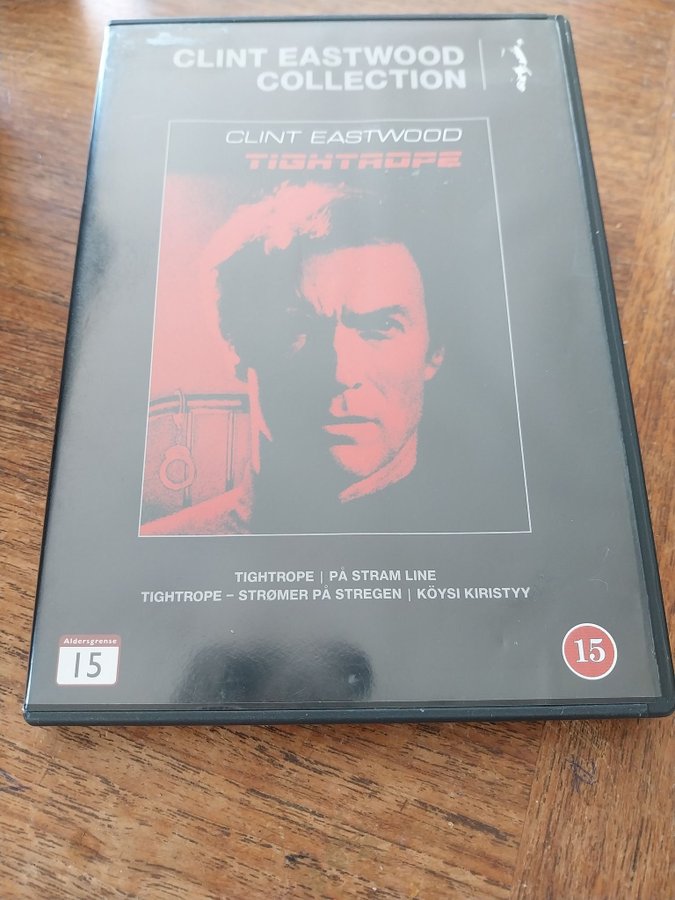 CLINT EASTWOOD
COLLECTION
CLINT EASTWOOD
TIGHTROPE
TIGHTROPE | PÅ STRAM LINE
TIGHTROPE – STRØMER PÅ STREGEN | KÖYSI KIRISTYY
Aldersgrense
15
15